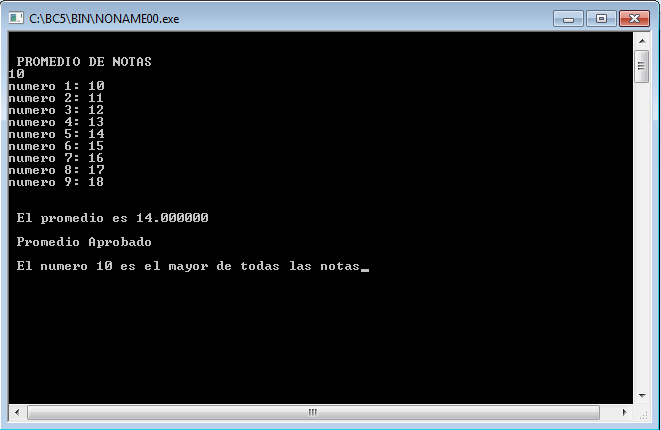 C:\BC5\BIN\NONAME00.exe
PROMEDIO DE NOTAS
10
numero 1: 10
numero 2: 11
numero 3: 12
numero 4: 13
numero 5: 14
numero 6: 15
numero 7: 16
numero 8: 17
numero 9: 18
El promedio es 14.000000
Promedio Aprobado
El numero 10 es el mayor de todas las notas_